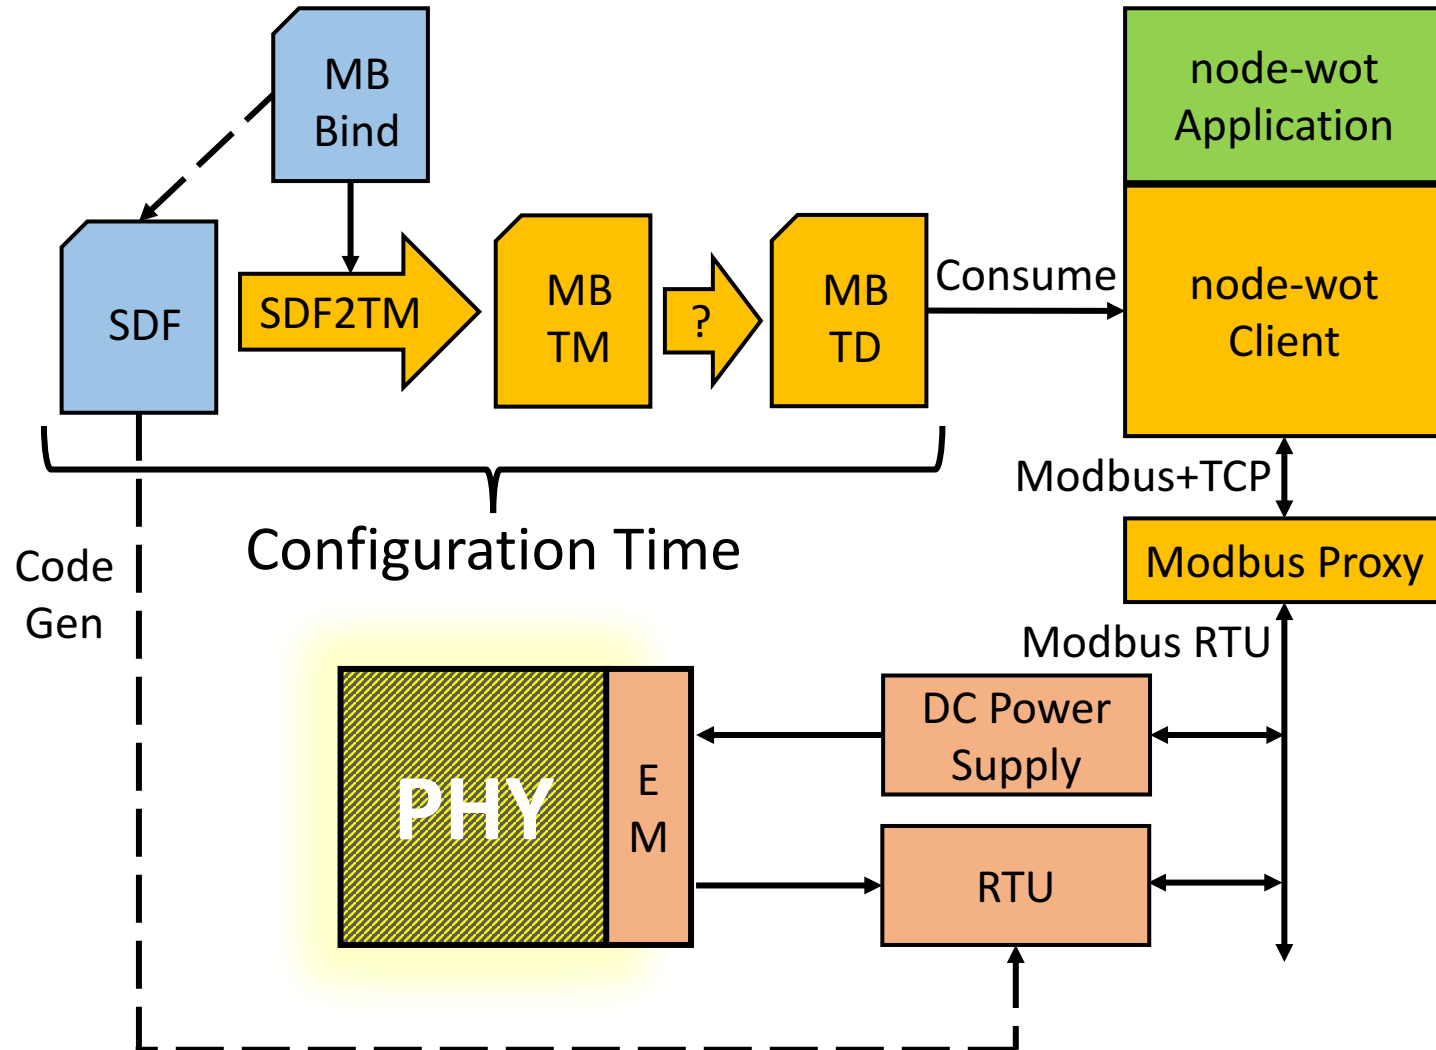 MB
Bind
node-wot
Application
SDF
SDF2TM
MB
TM
?
MB
TD
Consume
node-wot
Client
Modbus+TCP
Configuration Time
Code
Gen
Modbus Proxy
Modbus RTU
PHY
E
M
DC Power
Supply
RTU